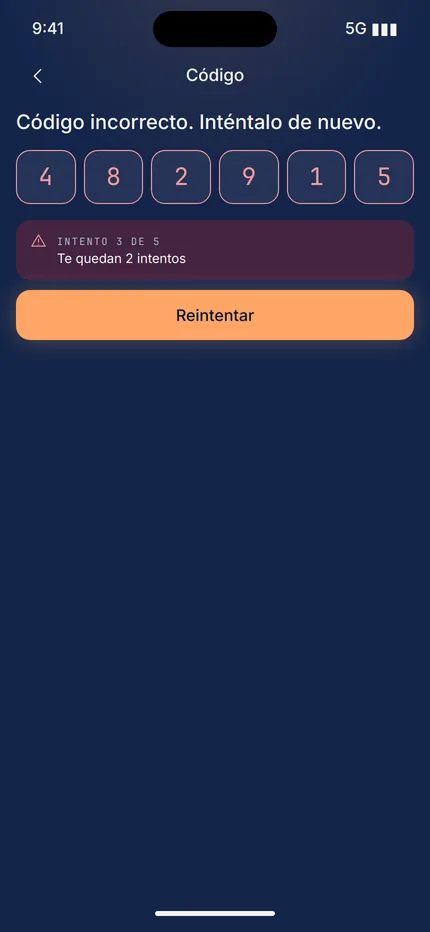 9:41
5G
Código
Código incorrecto. Inténtalo de nuevo.
4 8 2 9 1 5
INTENTO 3 DE 5
Te quedan 2 intentos
Reintentar